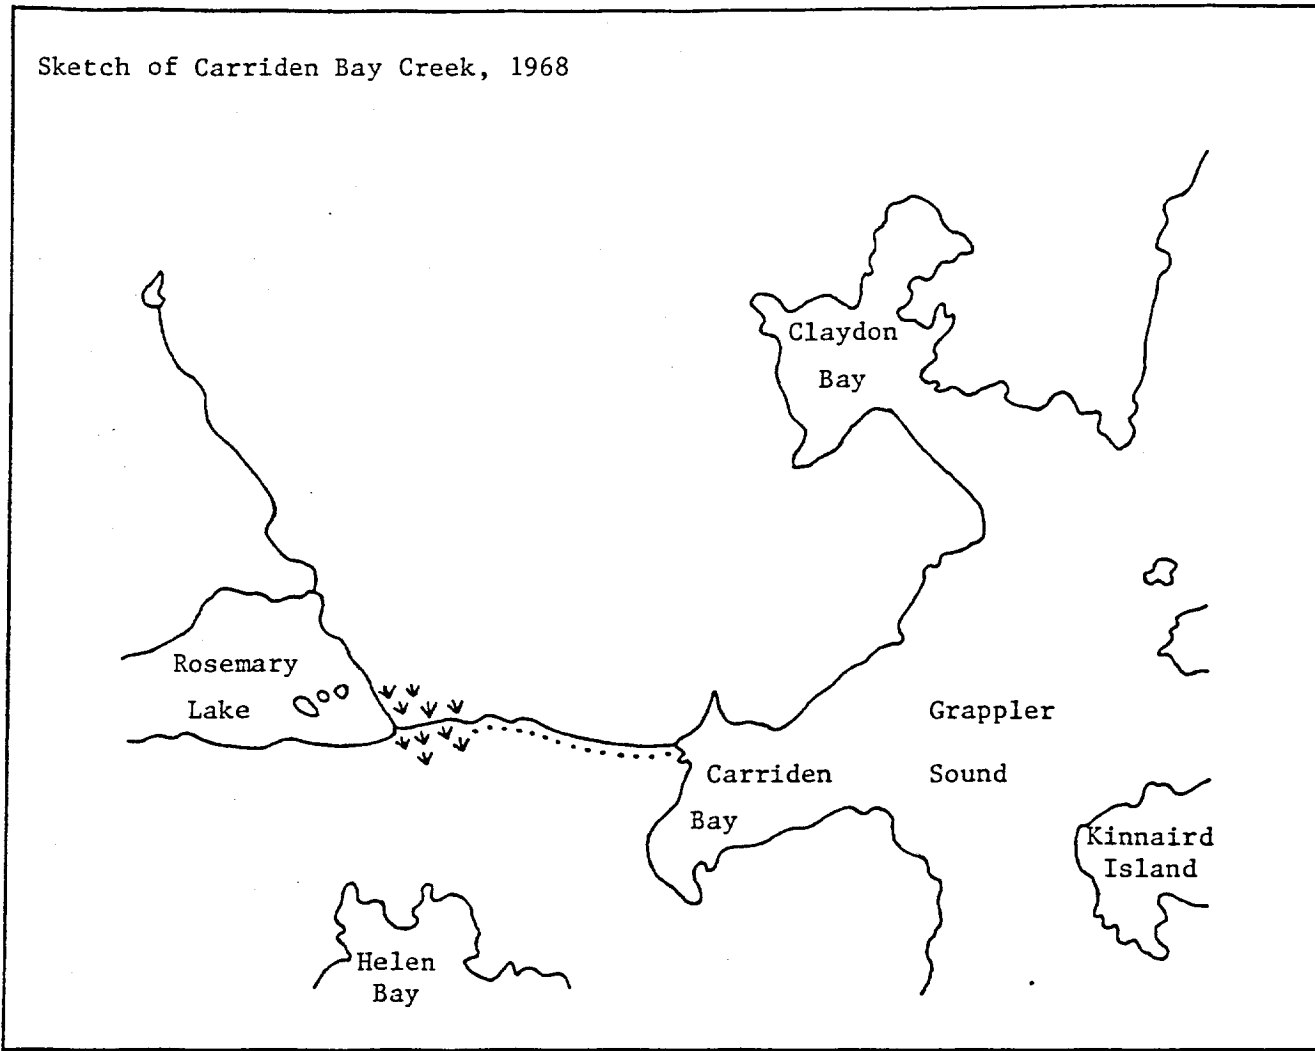 Sketch of Carriden Bay Creek, 1968
Claydon
Bay
Rosemary
Lake
Grappler
Sound
Carriden
Bay
Kinnaird
Island
Helen
Bay